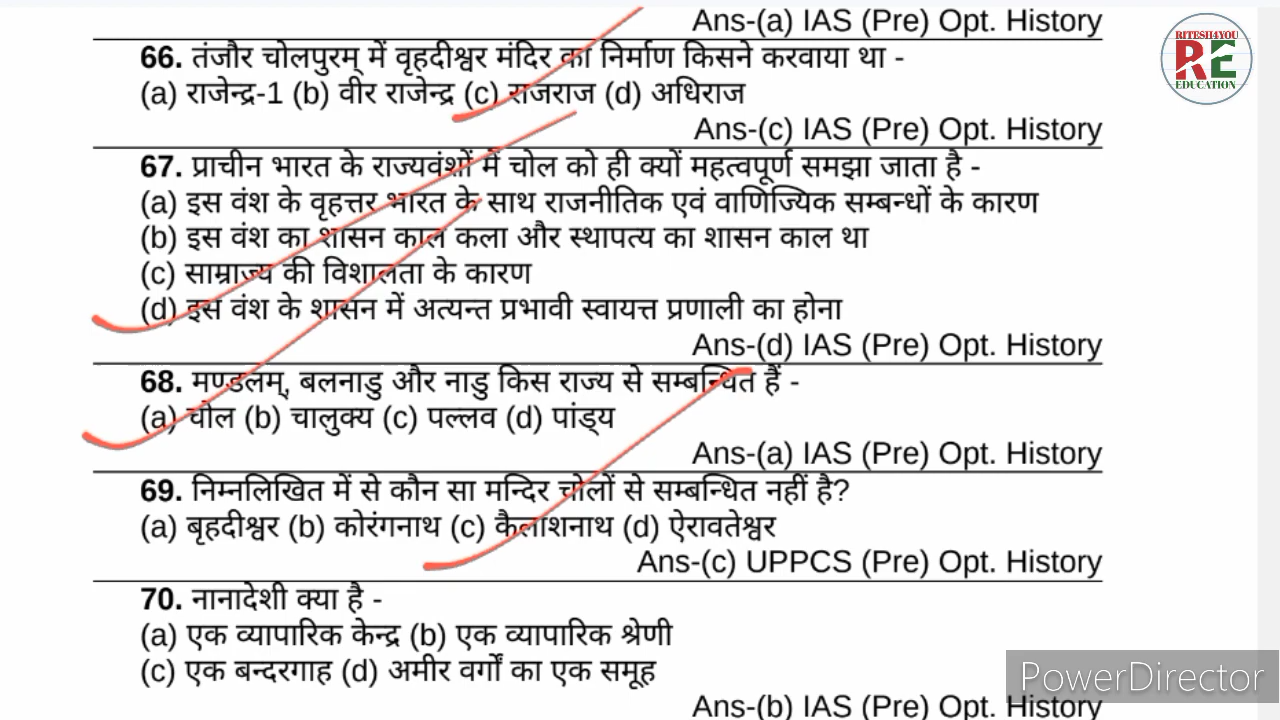 Ans-(a) IAS (Pre) Opt. History
RITESH4YOU
RE
EDUCATION
66. तंजौर चोलपुरम् में वृहदीश्वर मंदिर का निर्माण किसने करवाया था -
(a) राजेन्द्र-1 (b) वीर राजेन्द्र (c) राजराज (d) अधिराज
Ans-(c) IAS (Pre) Opt. History
67. प्राचीन भारत के राज्यवंशों में चोल को ही क्यों महत्वपूर्ण समझा जाता है -
(a) इस वंश के वृहत्तर भारत के साथ राजनीतिक एवं वाणिज्यिक सम्बन्धों के कारण
(b) इस वंश का शासन काल कला और स्थापत्य का शासन काल था
(c) साम्राज्य की विशालता के कारण
(d) इस वंश के शासन में अत्यन्त प्रभावी स्वायत्त प्रणाली का होना
Ans-(d) IAS (Pre) Opt. History
68. मण्डलम्, बलनाडु और नाडु किस राज्य से सम्बन्धित हैं -
(a) चोल (b) चालुक्य (c) पल्लव (d) पांड्य
Ans-(a) IAS (Pre) Opt. History
69. निम्नलिखित में से कौन सा मन्दिर चोलों से सम्बन्धित नहीं है?
(a) बृहदीश्वर (b) कोरंगनाथ (c) कैलाशनाथ (d) ऐरावतेश्वर
Ans-(c) UPPCS (Pre) Opt. History
70. नानादेशी क्या है -
(a) एक व्यापारिक केन्द्र (b) एक व्यापारिक श्रेणी
(c) एक बन्दरगाह (d) अमीर वर्गों का एक समूह
PowerDirector
Ans-(b) IAS (Pre) Opt. History